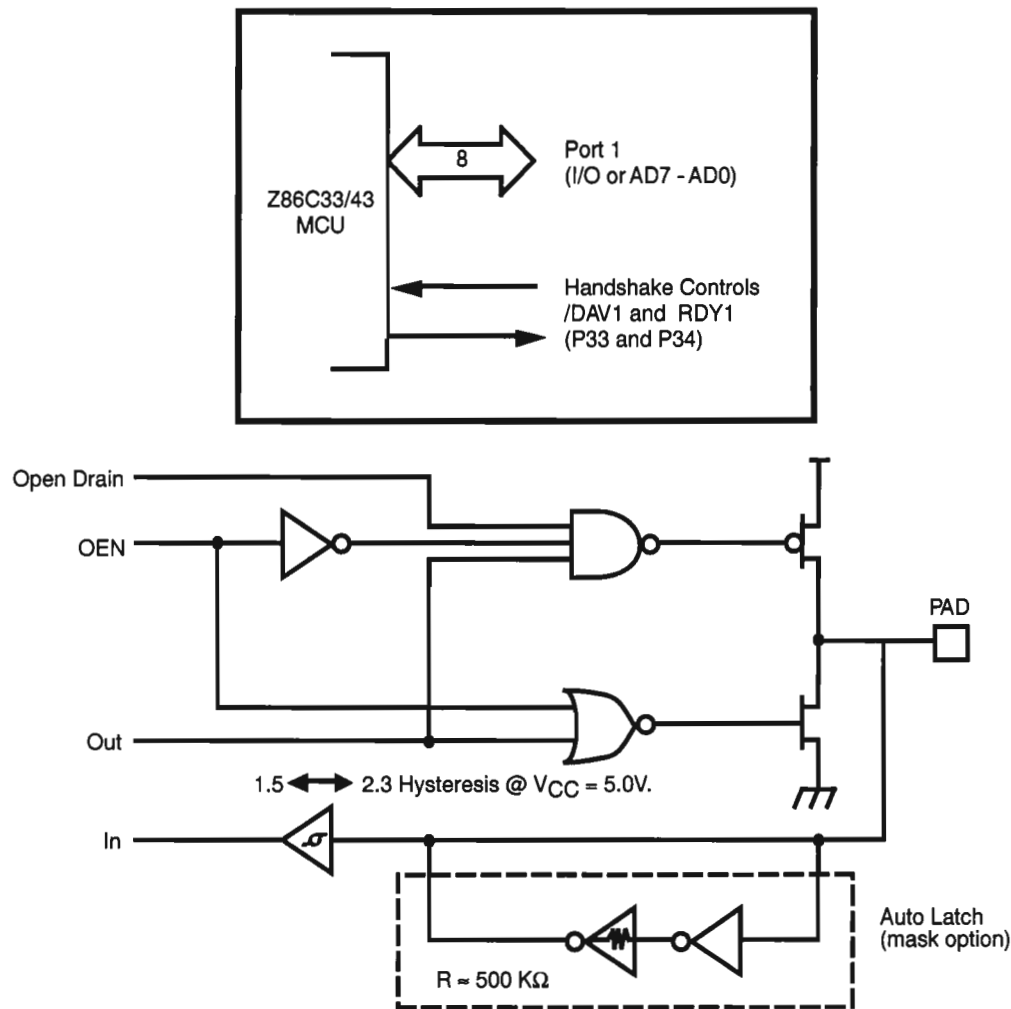 Z86C33/43
MCU
8
Port 1
(I/O or AD7 - AD0)
Handshake Controls
/DAV1 and RDY1
(P33 and P34)
Open Drain
OEN
PAD
Out
1.5 2.3 Hysteresis @ VCC = 5.0V.
In
Auto Latch
(mask option)
R ≈ 500 KΩ